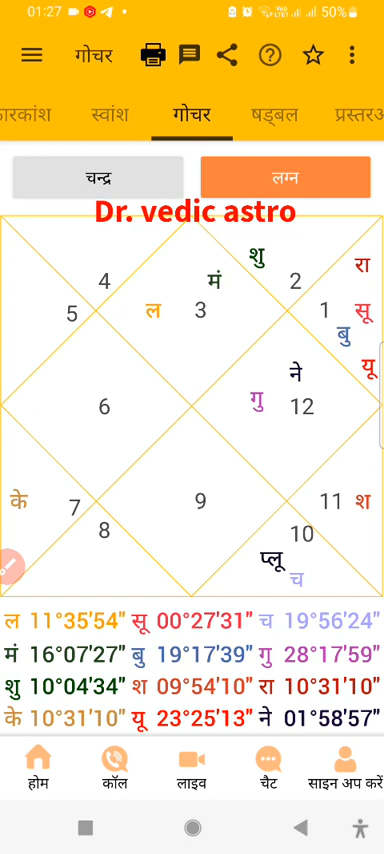 01:27 50%
गोचर
कारकांश स्वांश गोचर षड्बल प्रस्तरअ
चन्द्र लग्न
Dr. vedic astro
शु
रा
4 मं 2
5 ल 3 1 सू
बु
यू
ने
6 गु 12
के 7 9 11 श
8 10
प्लू
च
ल 11°35'54" सू 00°27'31" च 19°56'24"
मं 16°07'27" बु 19°17'39" गु 28°17'59"
शु 10°04'34" श 09°54'10" रा 10°31'10"
के 10°31'10" यू 23°25'13" ने 01°58'57"
होम कॉल लाइव चैट साइन अप करें